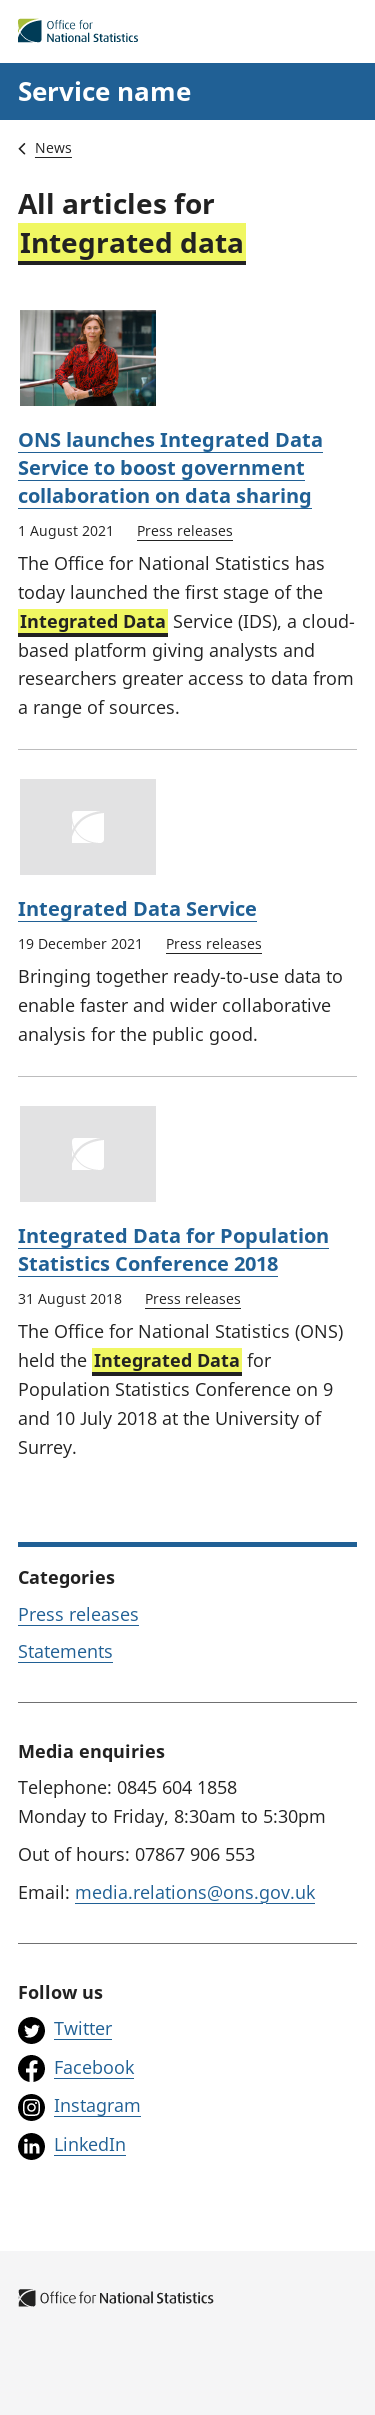 Office for
National Statistics
Service name
News
All articles for
Integrated data
ONS launches Integrated Data
Service to boost government
collaboration on data sharing
1 August 2021 Press releases
The Office for National Statistics has
today launched the first stage of the
Integrated Data Service (IDS), a cloud-
based platform giving analysts and
researchers greater access to data from
a range of sources.
Integrated Data Service
19 December 2021 Press releases
Bringing together ready-to-use data to
enable faster and wider collaborative
analysis for the public good.
Integrated Data for Population
Statistics Conference 2018
31 August 2018 Press releases
The Office for National Statistics (ONS)
held the Integrated Data for
Population Statistics Conference on 9
and 10 July 2018 at the University of
Surrey.
Categories
Press releases
Statements
Media enquiries
Telephone: 0845 604 1858
Monday to Friday, 8:30am to 5:30pm
Out of hours: 07867 906 553
Email: media.relations@ons.gov.uk
Follow us
Twitter
Facebook
Instagram
LinkedIn
Office for National Statistics